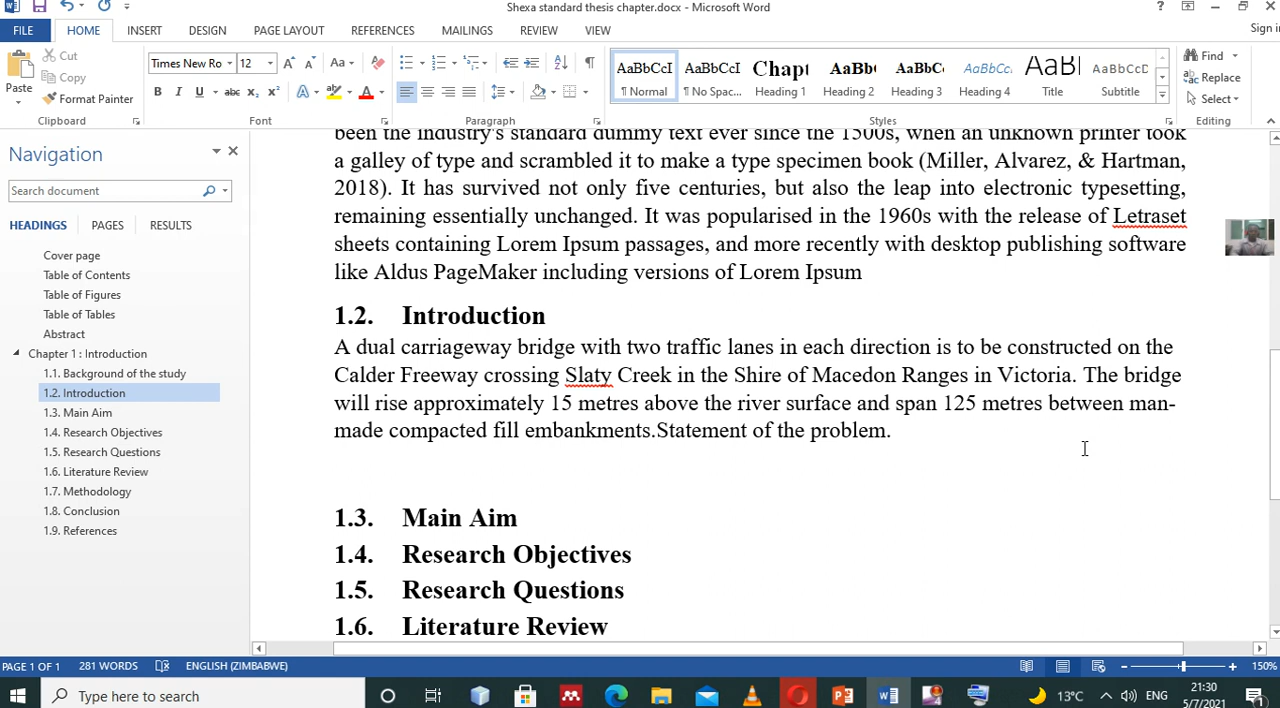 Shexa standard thesis chapter.docx - Microsoft Word
?
Sign in
FILE HOME INSERT DESIGN PAGE LAYOUT REFERENCES MAILINGS REVIEW VIEW
Paste
Cut
Copy
Format Painter
Clipboard
Times New Ro 12
Aa
B I U abc X₂ X² A A
Font
Paragraph
AaBbCcI AaBbCcI Chapt AaBb( AaBbC AaBbCc. AaBl AaBbCcD
¶ Normal ¶ No Spac... Heading 1 Heading 2 Heading 3 Heading 4 Title Subtitle
Styles
Find
Replace
Select
Editing
Navigation
Search document
HEADINGS PAGES RESULTS
Cover page
Table of Contents
Table of Figures
Table of Tables
Abstract
Chapter 1 : Introduction
1.1. Background of the study
1.2. Introduction
1.3. Main Aim
1.4. Research Objectives
1.5. Research Questions
1.6. Literature Review
1.7. Methodology
1.8. Conclusion
1.9. References
been the industry's standard dummy text ever since the 1500s, when an unknown printer took
a galley of type and scrambled it to make a type specimen book (Miller, Alvarez, & Hartman,
2018). It has survived not only five centuries, but also the leap into electronic typesetting,
remaining essentially unchanged. It was popularised in the 1960s with the release of Letraset
sheets containing Lorem Ipsum passages, and more recently with desktop publishing software
like Aldus PageMaker including versions of Lorem Ipsum
1.2. Introduction
A dual carriageway bridge with two traffic lanes in each direction is to be constructed on the
Calder Freeway crossing Slaty Creek in the Shire of Macedon Ranges in Victoria. The bridge
will rise approximately 15 metres above the river surface and span 125 metres between man-
made compacted fill embankments.Statement of the problem.
1.3. Main Aim
1.4. Research Objectives
1.5. Research Questions
1.6. Literature Review
PAGE 1 OF 1 281 WORDS ENGLISH (ZIMBABWE) 150%
Type here to search
13°C ENG 21:30
5/7/2021
1